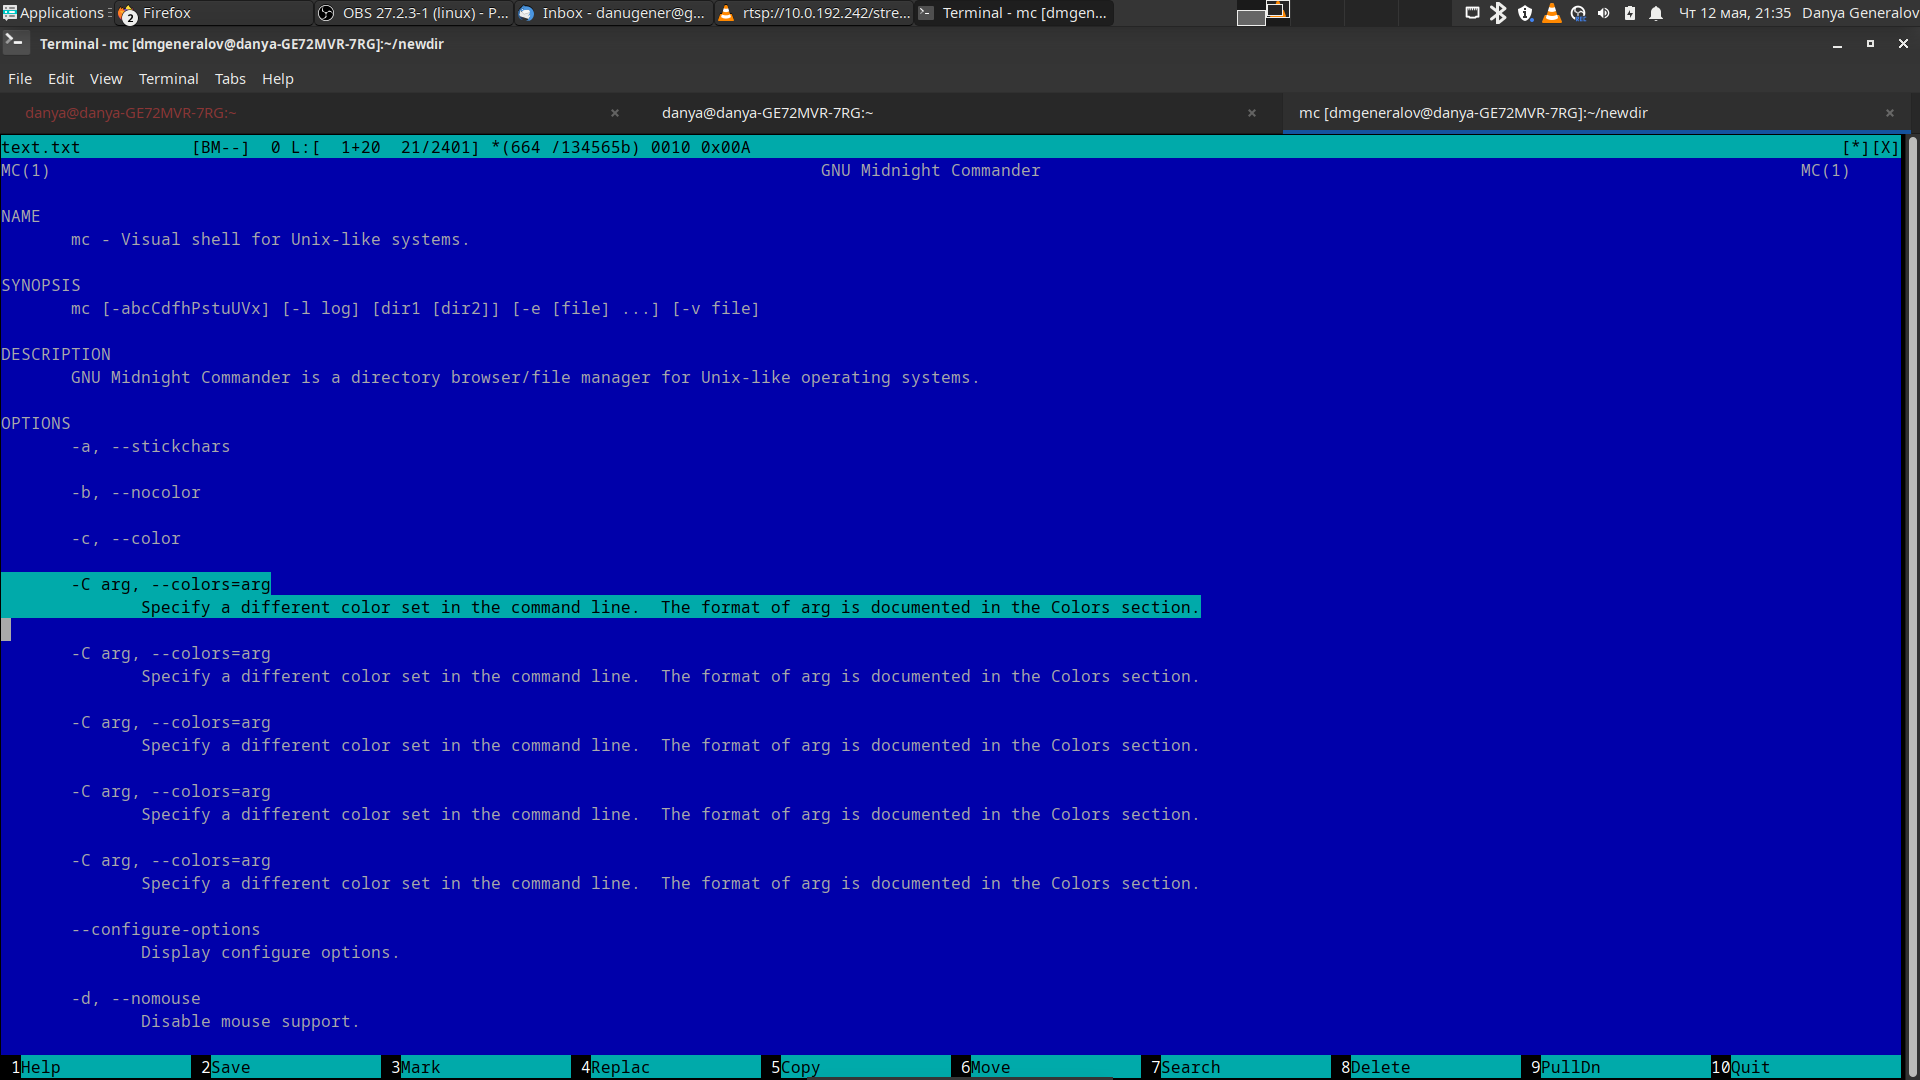 Applications 2 Firefox OBS 27.2.3-1 (linux) - P... Inbox - danugener@g... rtsp://10.0.192.242/stre... Terminal - mc [dmgen... Чт 12 мая, 21:35 Danya Generalov
Terminal - mc [dmgeneralov@danya-GE72MVR-7RG]:~/newdir
File Edit View Terminal Tabs Help
danya@danya-GE72MVR-7RG:~ × danya@danya-GE72MVR-7RG:~ × mc [dmgeneralov@danya-GE72MVR-7RG]:~/newdir ×
text.txt [BM--] 0 L:[ 1+20 21/2401] *(664 /134565b) 0010 0x00A [*][X]
MC(1) GNU Midnight Commander MC(1)
NAME
mc - Visual shell for Unix-like systems.
SYNOPSIS
mc [-abcCdfhPstuUVx] [-l log] [dir1 [dir2]] [-e [file] ...] [-v file]
DESCRIPTION
GNU Midnight Commander is a directory browser/file manager for Unix-like operating systems.
OPTIONS
-a, --stickchars
-b, --nocolor
-c, --color
-C arg, --colors=arg
Specify a different color set in the command line.  The format of arg is documented in the Colors section.
-C arg, --colors=arg
Specify a different color set in the command line.  The format of arg is documented in the Colors section.
-C arg, --colors=arg
Specify a different color set in the command line.  The format of arg is documented in the Colors section.
-C arg, --colors=arg
Specify a different color set in the command line.  The format of arg is documented in the Colors section.
-C arg, --colors=arg
Specify a different color set in the command line.  The format of arg is documented in the Colors section.
--configure-options
Display configure options.
-d, --nomouse
Disable mouse support.
1Help 2Save 3Mark 4Replac 5Copy 6Move 7Search 8Delete 9PullDn 10Quit